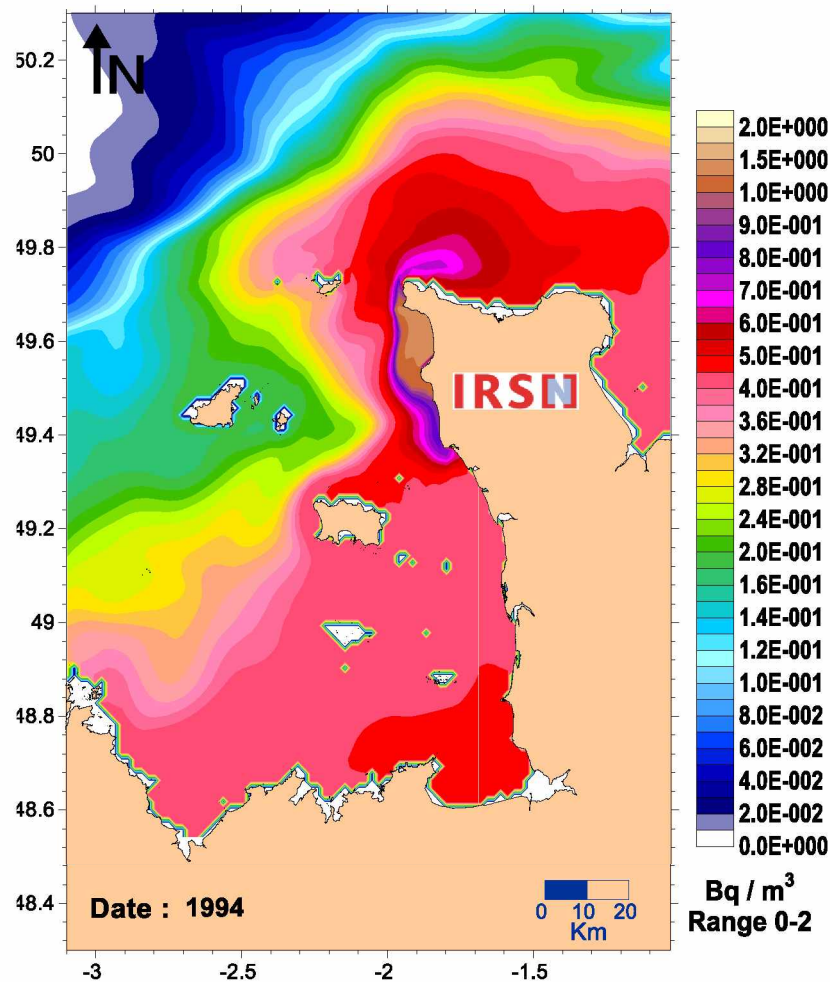 N
50.2
50
49.8
49.6
49.4
49.2
49
48.8
48.6
48.4
-3
-2.5
-2
-1.5
IRSN
Date : 1994
0 10 20
Km
2.0E+000
1.5E+000
1.0E+000
9.0E-001
8.0E-001
7.0E-001
6.0E-001
5.0E-001
4.0E-001
3.6E-001
3.2E-001
2.8E-001
2.4E-001
2.0E-001
1.6E-001
1.4E-001
1.2E-001
1.0E-001
8.0E-002
6.0E-002
4.0E-002
2.0E-002
0.0E+000
Bq / m³
Range 0-2